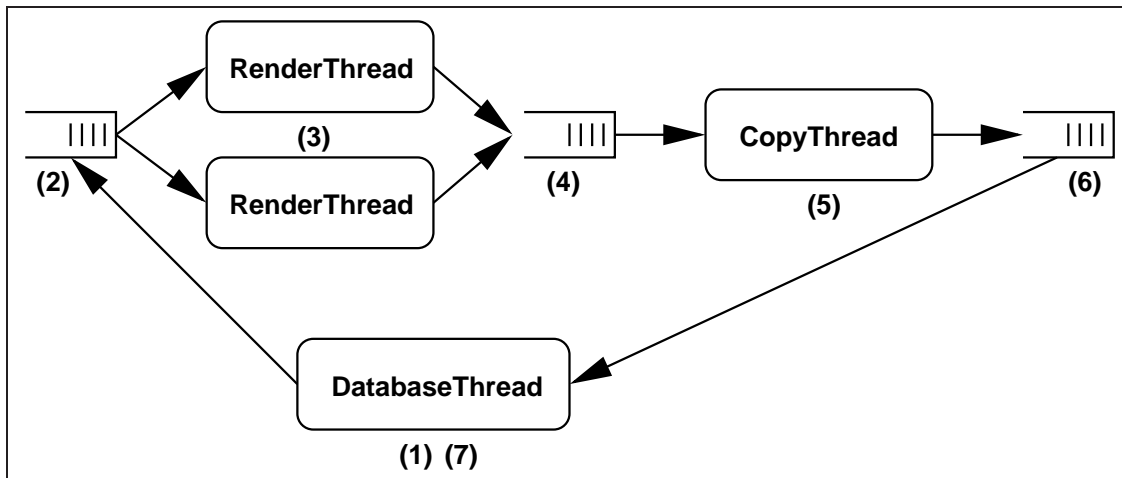 RenderThread
(3)
(2)
RenderThread
(4)
CopyThread
(5)
(6)
DatabaseThread
(1) (7)